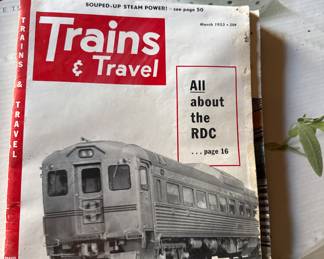 SOUPED-UP STEAM POWER! - see page 50
March 1953 • 50¢
Trains
& Travel
All
about
the
RDC
... page 16
TRAINS & TRAVEL